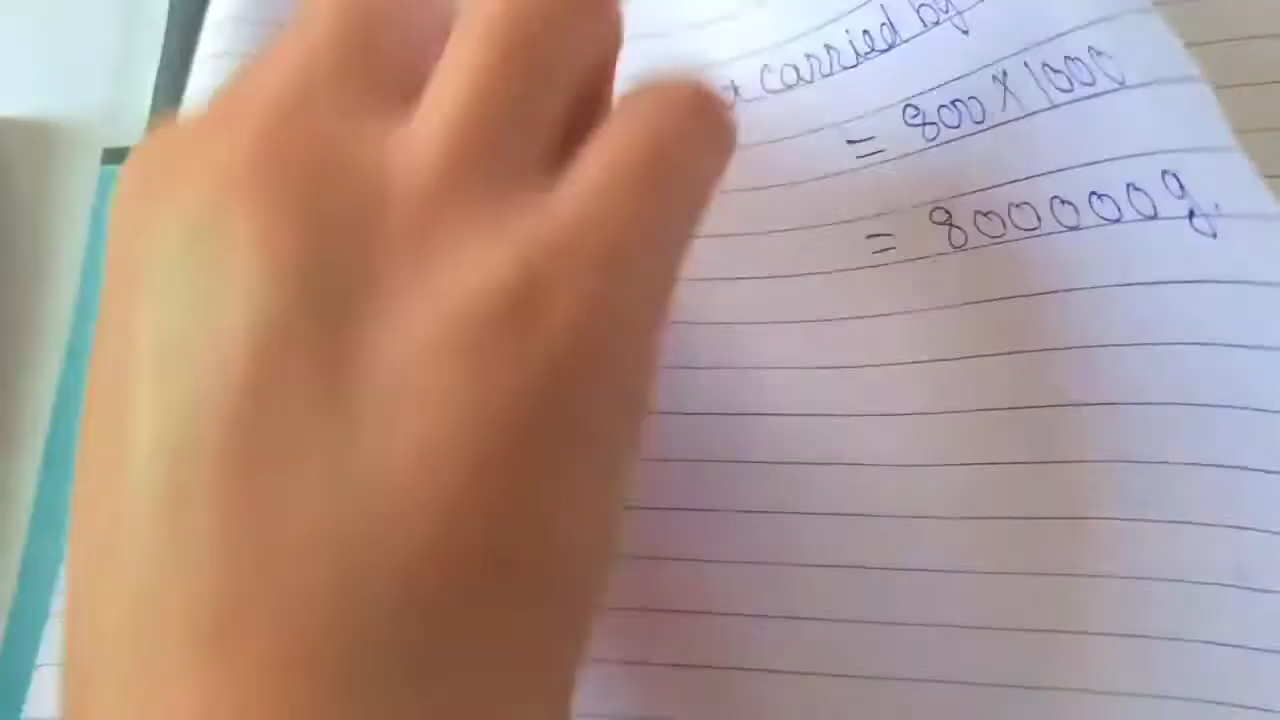 carried by
= 800 X 1000
= 800000g.